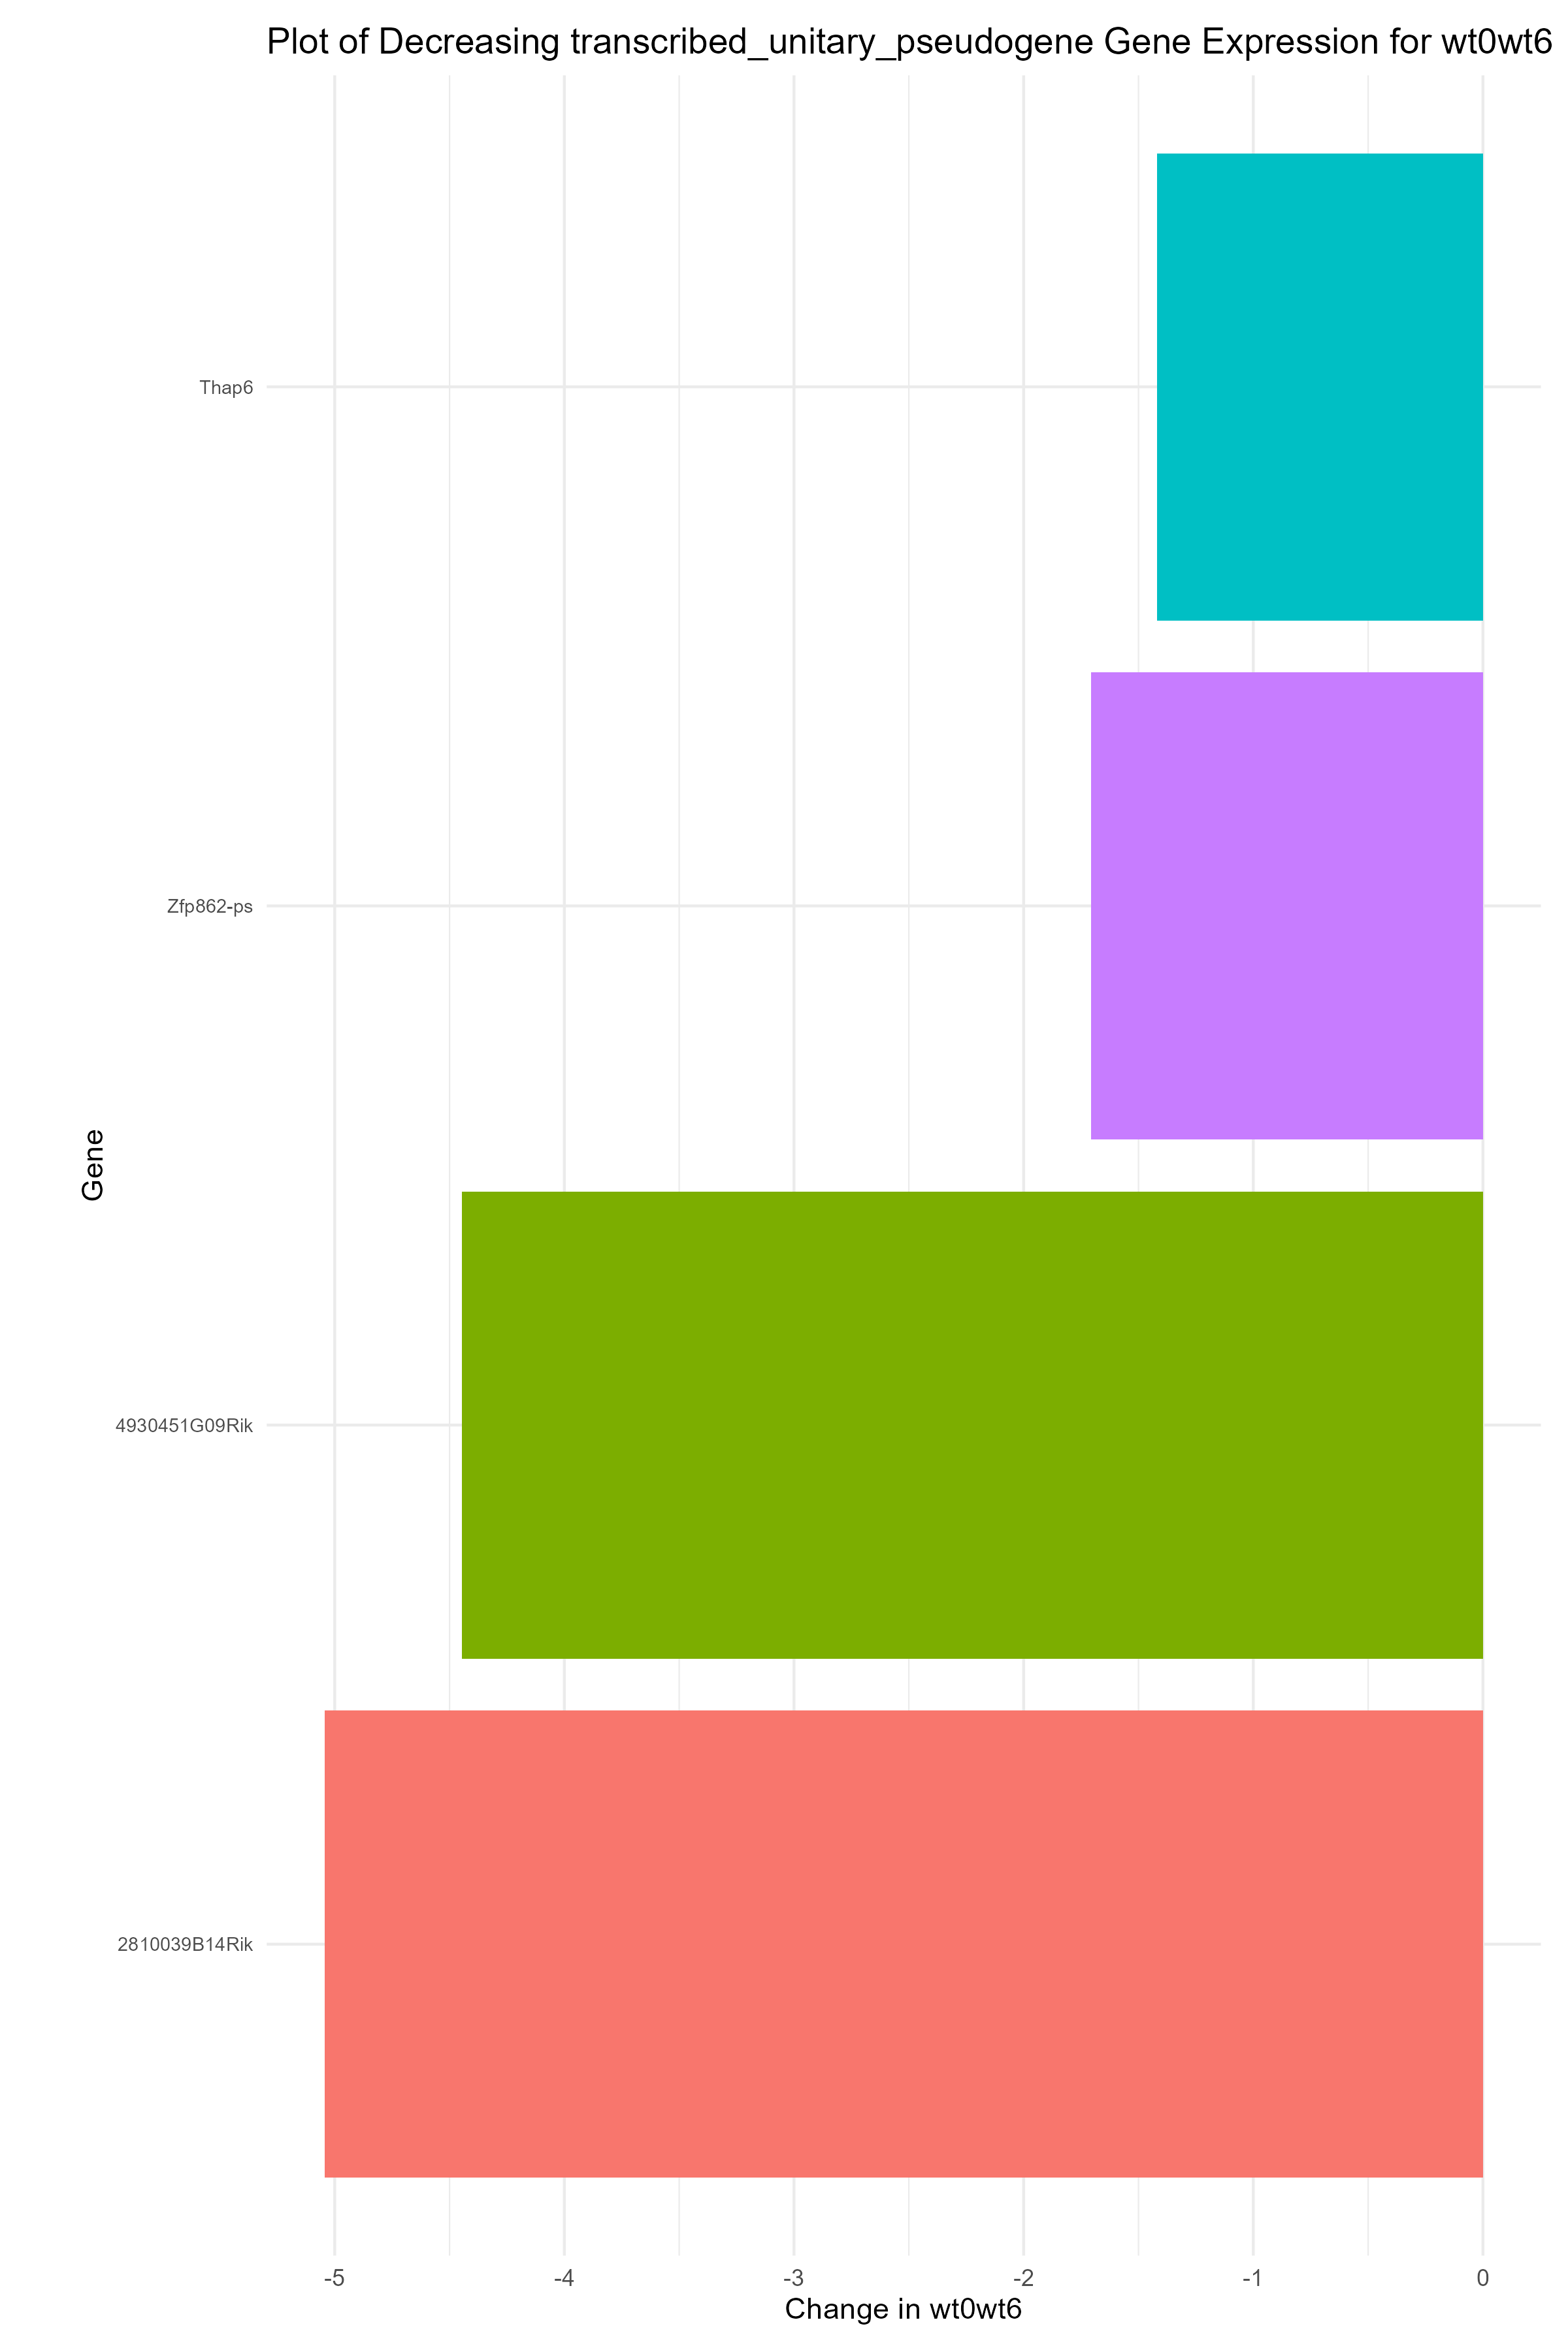 Plot of Decreasing transcribed_unitary_pseudogene Gene Expression for wt0wt6
Thap6
Zfp862-ps
Gene
4930451G09Rik
2810039B14Rik
-5 -4 -3 -2 -1 0
Change in wt0wt6